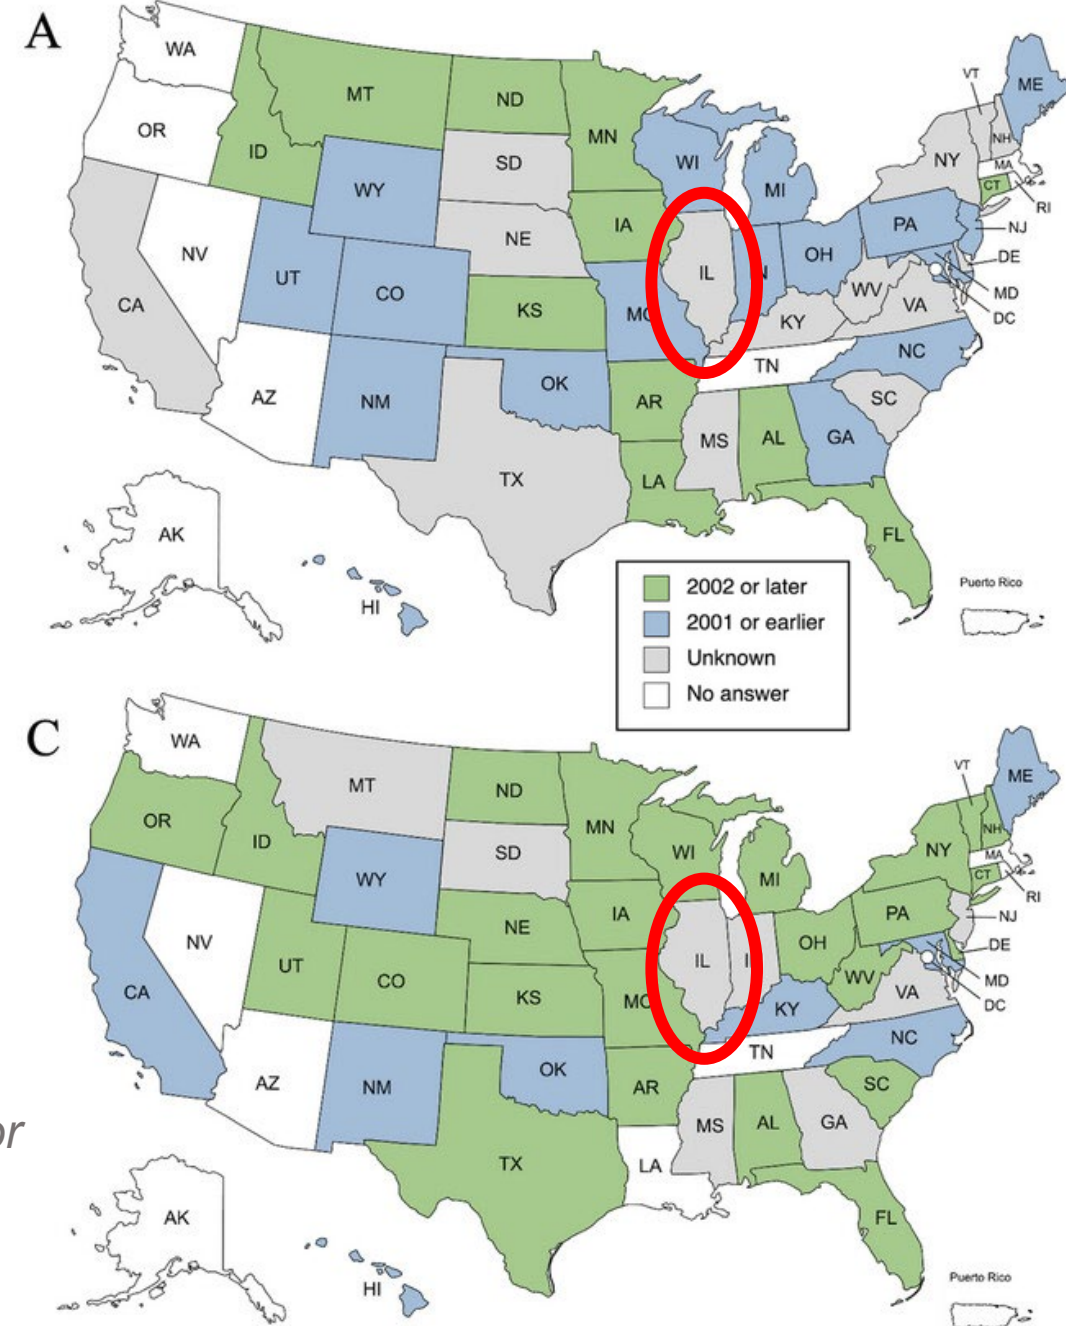 A
WA
OR
ID
MT
ND
MN
SD
WY
WI
MI
NV
UT
CO
NE
IA
IL
N
OH
PA
NY
VT
NH
ME
MA
CT
RI
NJ
DE
MD
DC
WV
VA
CA
AZ
NM
KS
MO
KY
TN
NC
OK
AR
SC
TX
LA
MS
AL
GA
FL
AK
HI
Puerto Rico
2002 or later
2001 or earlier
Unknown
No answer
C
WA
OR
ID
MT
ND
MN
SD
WY
WI
MI
NV
UT
CO
NE
IA
IL
I
OH
PA
NY
VT
NH
ME
MA
CT
RI
NJ
DE
MD
DC
WV
VA
CA
AZ
NM
KS
MO
KY
TN
NC
OK
AR
SC
TX
LA
MS
AL
GA
FL
AK
HI
Puerto Rico
or